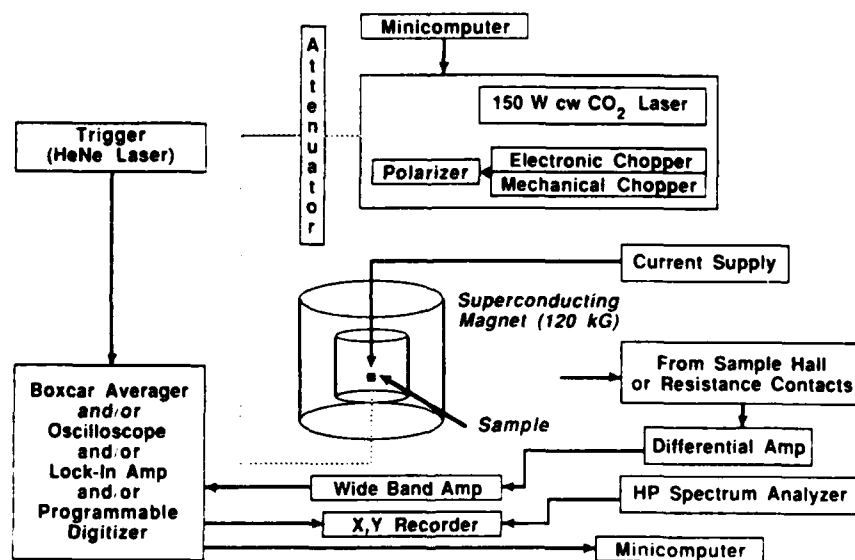 Minicomputer
Attenuator
150 W cw CO₂ Laser
Trigger
(HeNe Laser)
Electronic Chopper
Polarizer
Mechanical Chopper
Current Supply
Superconducting
Magnet (120 kG)
From Sample Hall
or Resistance Contacts
Boxcar Averager
and/or
Oscilloscope
and/or
Lock-In Amp
and/or
Programmable
Digitizer
Sample
Differential Amp
Wide Band Amp
HP Spectrum Analyzer
X,Y Recorder
Minicomputer